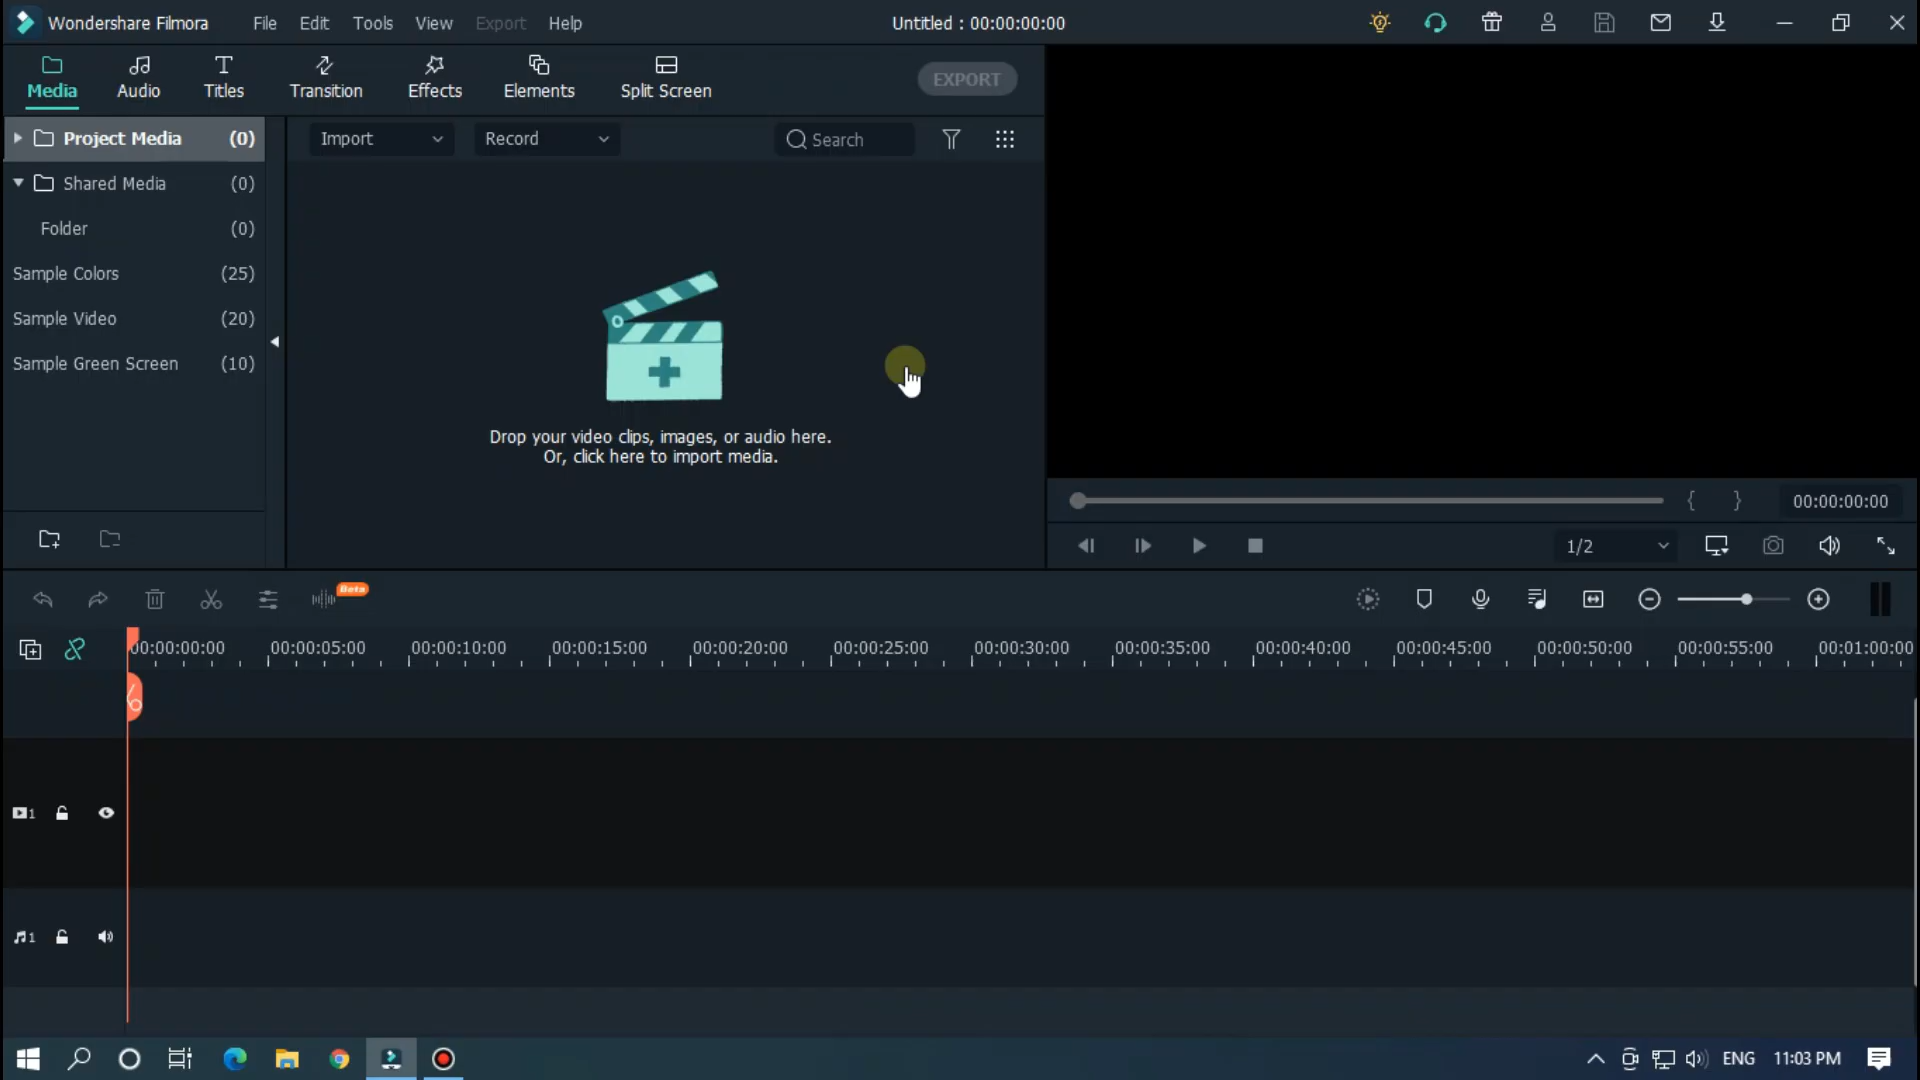 Wondershare Filmora File Edit Tools View Export Help Untitled : 00:00:00:00
Media Audio Titles Transition Effects Elements Split Screen EXPORT
Project Media (0) Import Record Search
Shared Media (0)
Folder (0)
Sample Colors (25)
Sample Video (20)
Sample Green Screen (10)
Drop your video clips, images, or audio here.
Or, click here to import media.
{ } 00:00:00:00
1/2
Beta
00:00:00:00 00:00:05:00 00:00:10:00 00:00:15:00 00:00:20:00 00:00:25:00 00:00:30:00 00:00:35:00 00:00:40:00 00:00:45:00 00:00:50:00 00:00:55:00 00:01:00:00
1
1
ENG 11:03 PM